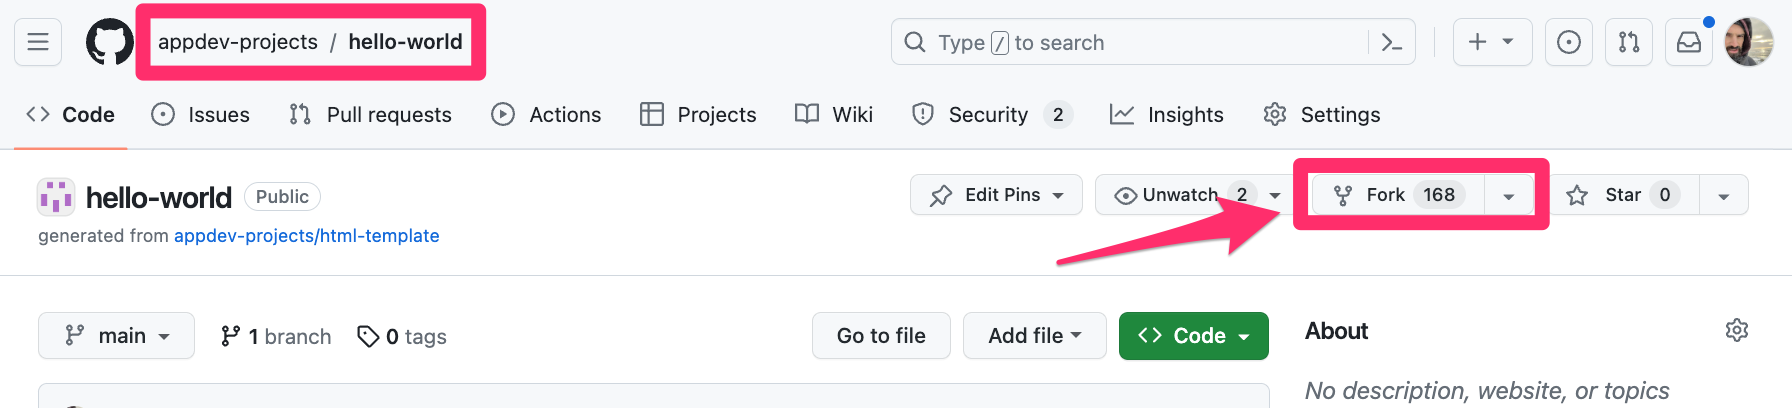 appdev-projects / hello-world
Type / to search
Code Issues Pull requests Actions Projects Wiki Security 2 Insights Settings
hello-world Public Edit Pins Unwatch 2 Fork 168 Star 0
generated from appdev-projects/html-template
main 1 branch 0 tags Go to file Add file <> Code About
No description, website, or topics